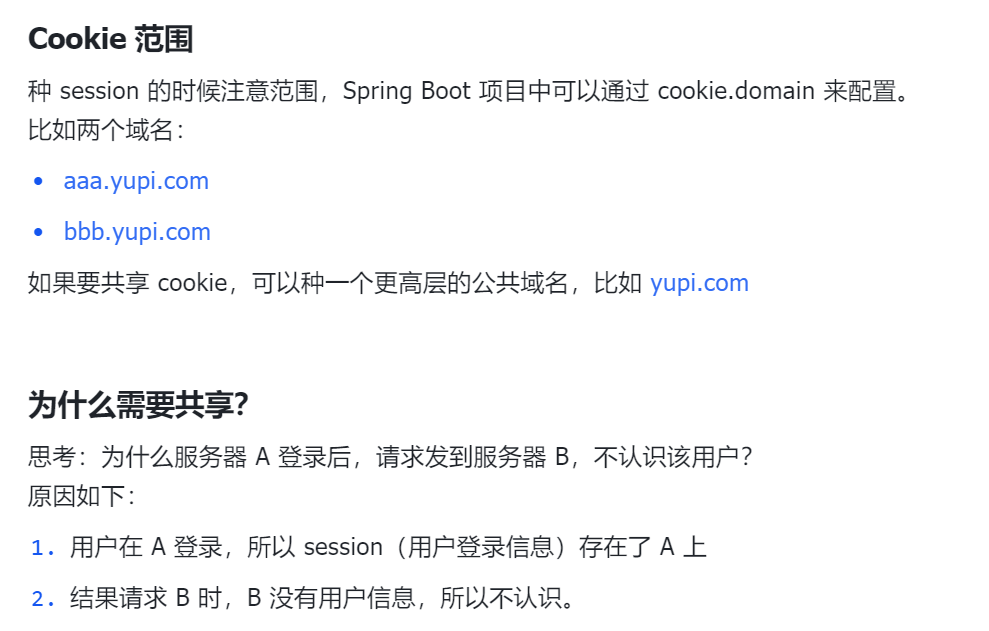 Cookie 范围
种 session 的时候注意范围，Spring Boot 项目中可以通过 cookie.domain 来配置。
比如两个域名：
• aaa.yupi.com
• bbb.yupi.com
如果要共享 cookie，可以种一个更高层的公共域名，比如 yupi.com
为什么需要共享？
思考：为什么服务器 A 登录后，请求发到服务器 B，不认识该用户？
原因如下：
1. 用户在 A 登录，所以 session（用户登录信息）存在了 A 上
2. 结果请求 B 时，B 没有用户信息，所以不认识。